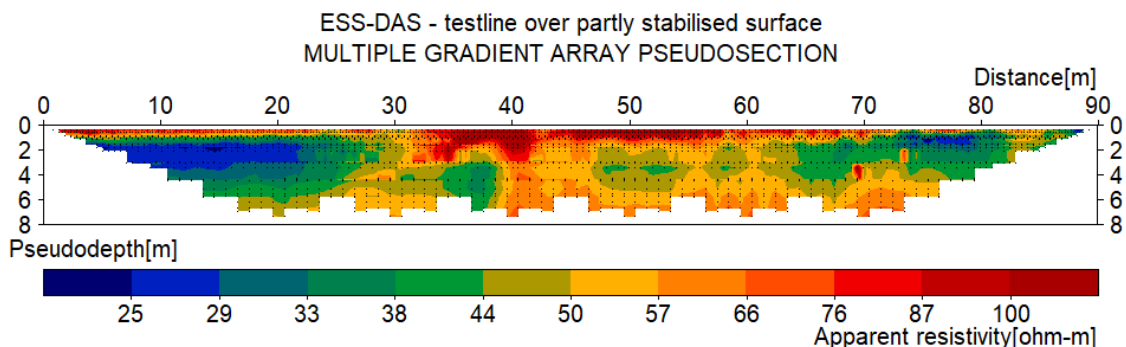 ESS-DAS - testline over partly stabilised surface
MULTIPLE GRADIENT ARRAY PSEUDOSECTION
Distance[m]
0 10 20 30 40 50 60 70 80 90
0 0
2 2
4 4
6 6
8 8
Pseudodepth[m]
25 29 33 38 44 50 57 66 76 87 100
Apparent resistivity[ohm-m]